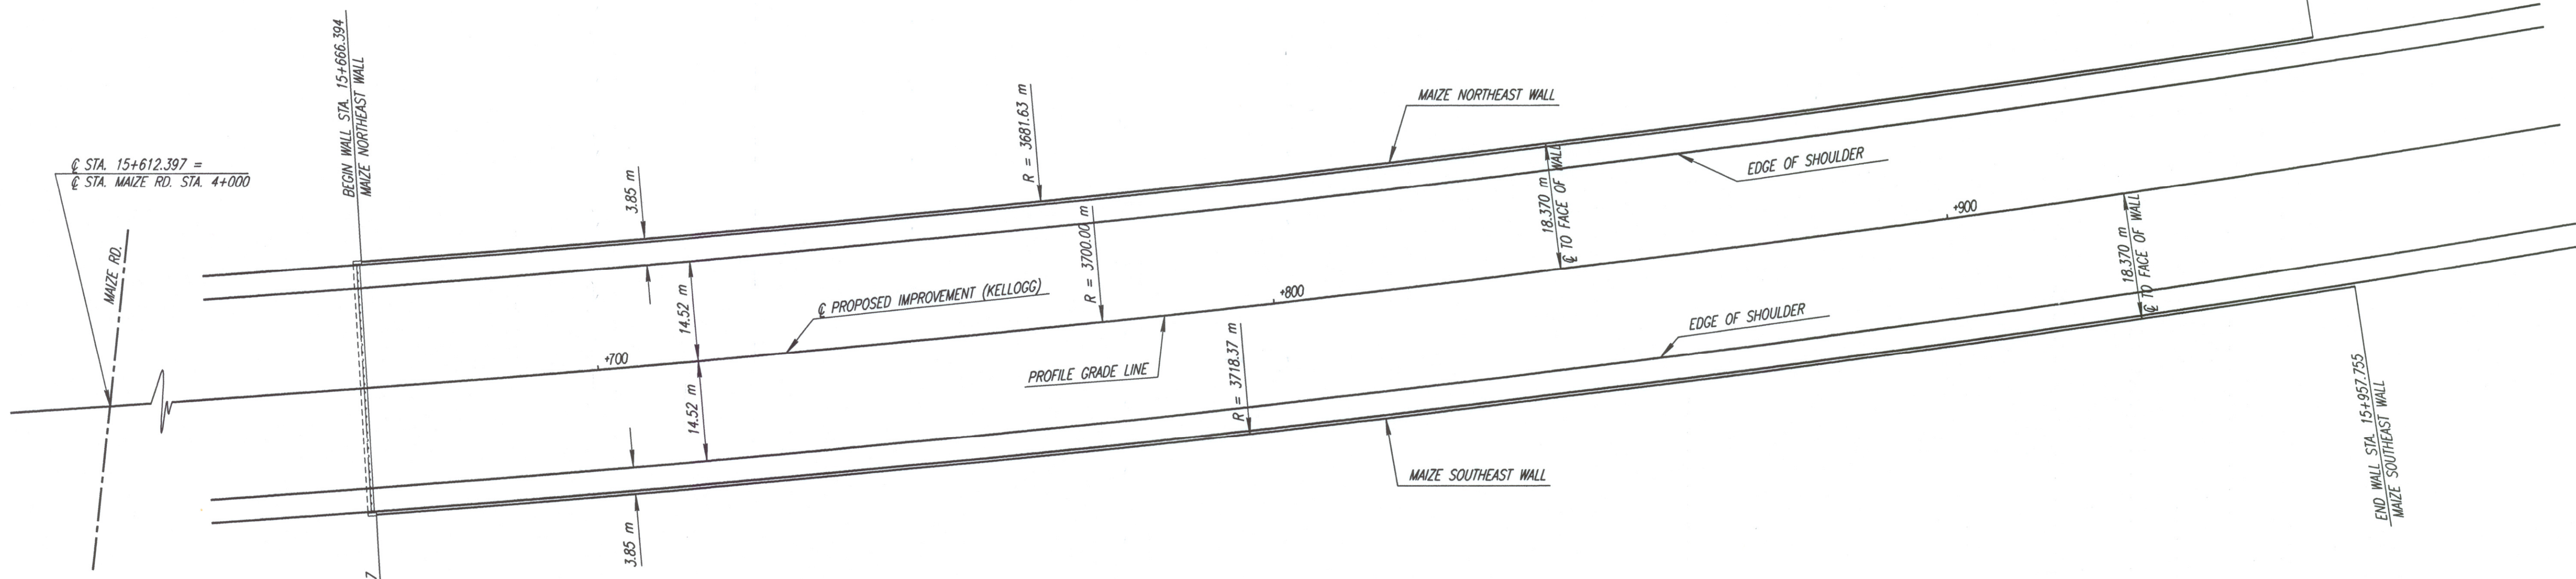 ℄ STA. 15+612.397 =
℄ STA. MAIZE RD. STA. 4+000
MAIZE RD.
BEGIN WALL STA. 15+666.394
MAIZE NORTHEAST WALL
3.85 m
14.52 m
14.52 m
3.85 m
+700
℄ PROPOSED IMPROVEMENT (KELLOGG)
R = 3681.63 m
R = 3700.00 m
PROFILE GRADE LINE
R = 3718.37 m
+800
MAIZE NORTHEAST WALL
MAIZE SOUTHEAST WALL
18.370 m
℄ TO FACE OF WALL
EDGE OF SHOULDER
EDGE OF SHOULDER
+900
18.370 m
℄ TO FACE OF WALL
END WALL STA. 15+957.755
MAIZE SOUTHEAST WALL